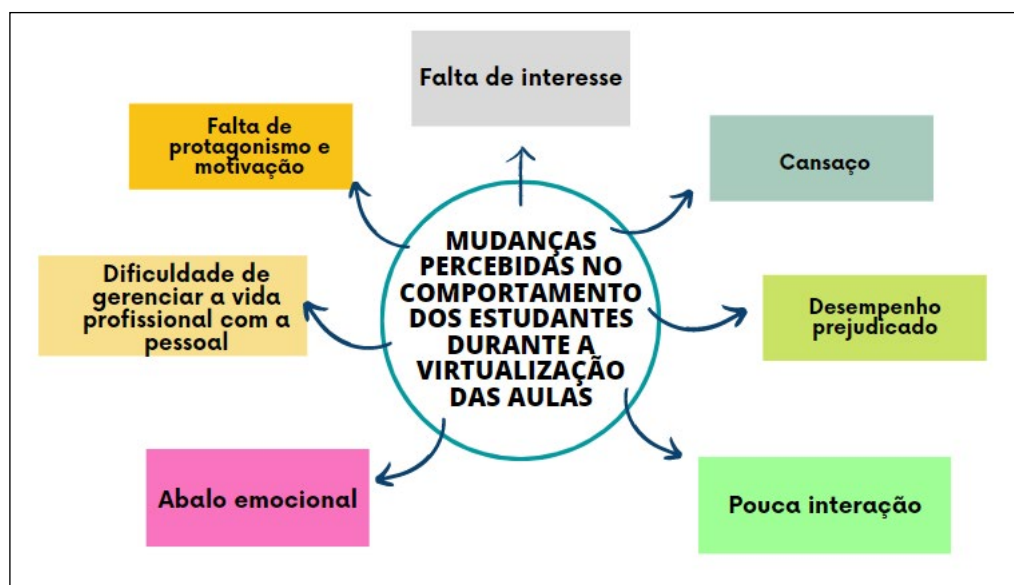 Falta de interesse
Falta de
protagonismo e
motivação
Cansaço
MUDANÇAS
PERCEBIDAS NO
COMPORTAMENTO
DOS ESTUDANTES
DURANTE A
VIRTUALIZAÇÃO
DAS AULAS
Dificuldade de
gerenciar a vida
profissional com a
pessoal
Desempenho
prejudicado
Abalo emocional
Pouca interação